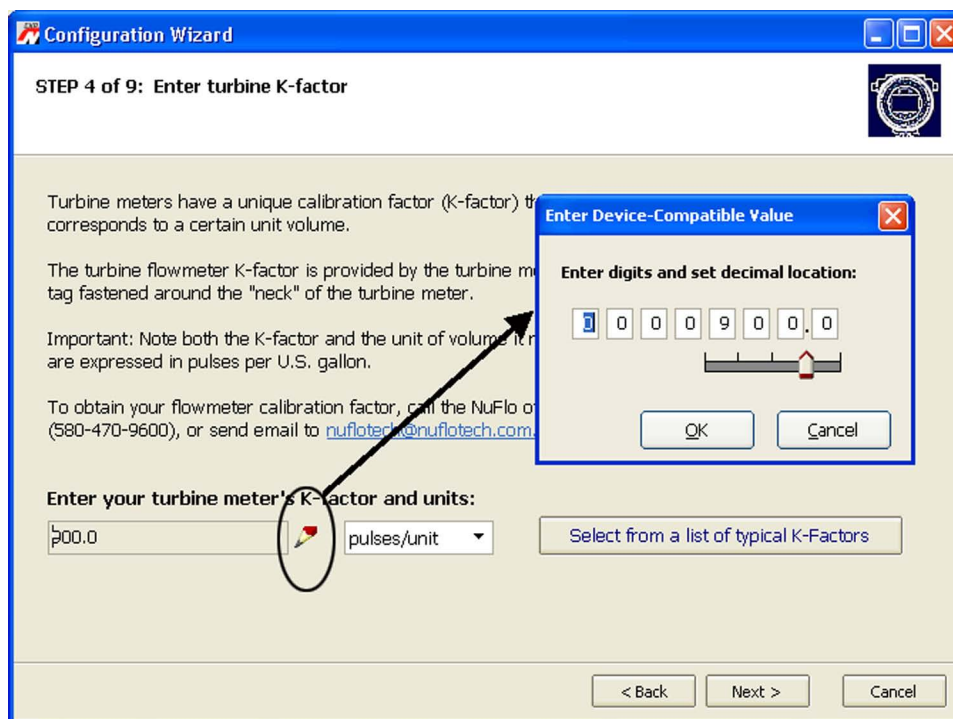 Configuration Wizard
STEP 4 of 9: Enter turbine K-factor
Turbine meters have a unique calibration factor (K-factor)
corresponds to a certain unit volume.
The turbine flowmeter K-factor is provided by the turbine
tag fastened around the "neck" of the turbine meter.
Important: Note both the K-factor and the unit of volume it
are expressed in pulses per U.S. gallon.
To obtain your flowmeter calibration factor, call the NuFlo
(580-470-9600), or send email to nuflotech@nuflotech.com.
Enter your turbine meter's K-factor and units:
900.0
pulses/unit
Select from a list of typical K-Factors
Enter Device-Compatible Value
Enter digits and set decimal location:
0 0 0 0 9 0 0.0
OK
Cancel
< Back
Next >
Cancel